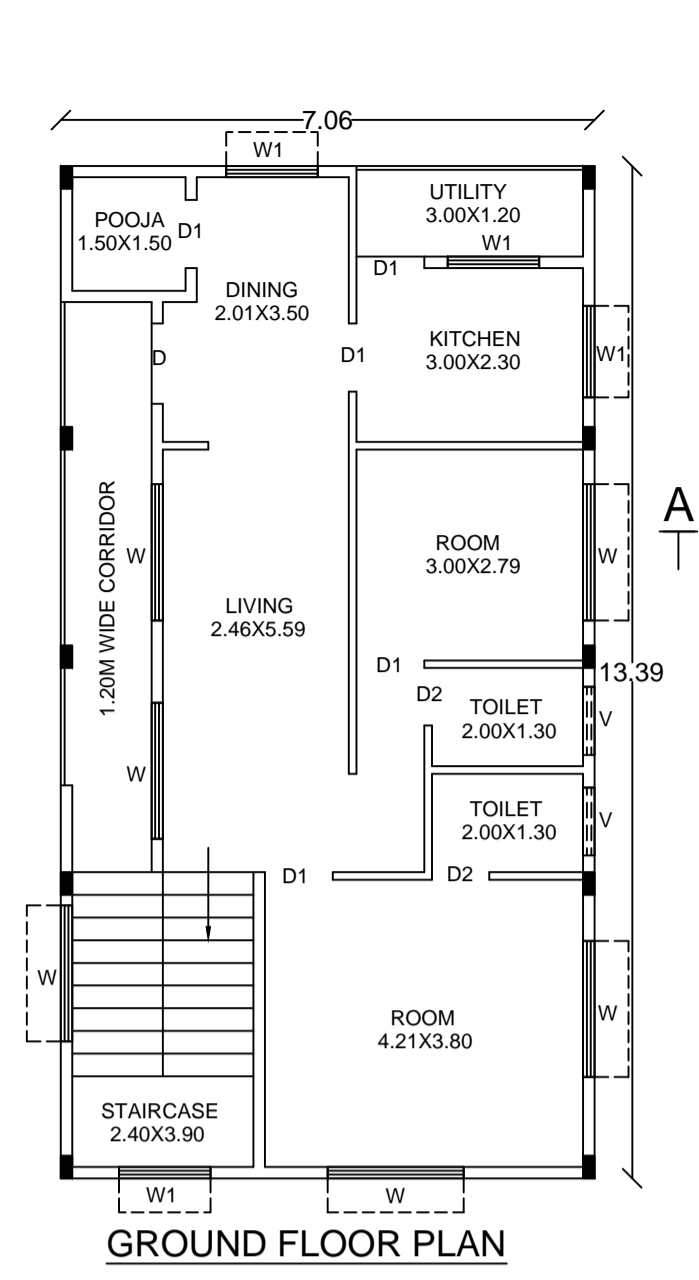 7.06
W1
POOJA
1.50X1.50
D1
UTILITY
3.00X1.20
W1
D1
DINING
2.01X3.50
D
D1
KITCHEN
3.00X2.30
W1
1.20M WIDE CORRIDOR
W
ROOM
3.00X2.79
W
A
LIVING
2.46X5.59
D1
13.39
D2
TOILET
2.00X1.30
V
W
TOILET
2.00X1.30
V
D1
D2
W
ROOM
4.21X3.80
W
STAIRCASE
2.40X3.90
W1
W
GROUND FLOOR PLAN